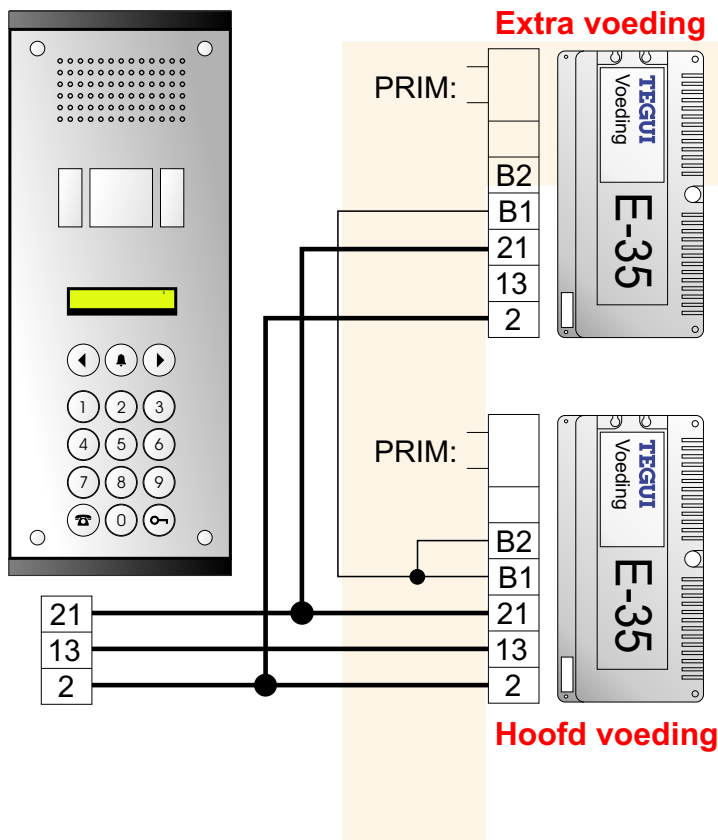 Extra voeding
PRIM:
B2
B1
21
13
2
TEGUI
Voeding
E-35
1 2 3
4 5 6
7 8 9
0
PRIM:
B2
B1
21
13
2
TEGUI
Voeding
E-35
21
13
2
Hoofd voeding